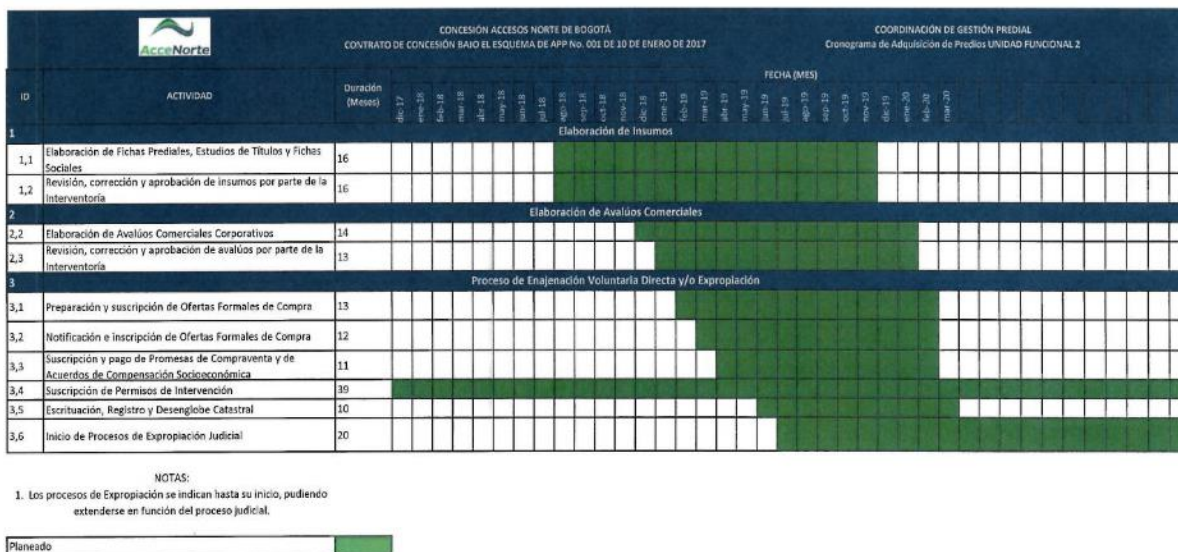 AcceNorte
CONCESIÓN ACCESOS NORTE DE BOGOTÁ
CONTRATO DE CONCESIÓN BAJO EL ESQUEMA DE APP No. 001 DE 10 DE ENERO DE 2017
COORDINACIÓN DE GESTIÓN PREDIAL
Cronograma de Adquisición de Predios UNIDAD FUNCIONAL 2
ID
ACTIVIDAD
Duración
(Meses)
FECHA (MES)
dic-17 ene-18 feb-18 mar-18 abr-18 may-18 jun-18 jul-18 ago-18 sep-18 oct-18 nov-18 dic-18 ene-19 feb-19 mar-19 abr-19 may-19 jun-19 jul-19 ago-19 sep-19 oct-19 nov-19 dic-19 ene-20 feb-20 mar-20
1 Elaboración de Insumos
1,1 Elaboración de Fichas Prediales, Estudios de Títulos y Fichas
Sociales 16
1,2 Revisión, corrección y aprobación de insumos por parte de la
Interventoría 16
2 Elaboración de Avalúos Comerciales
2,2 Elaboración de Avalúos Comerciales Corporativos 14
2,3 Revisión, corrección y aprobación de avalúos por parte de la
Interventoría 13
3 Proceso de Enajenación Voluntaria Directa y/o Expropiación
3,1 Preparación y suscripción de Ofertas Formales de Compra 13
3,2 Notificación e inscripción de Ofertas Formales de Compra 12
3,3 Suscripción y pago de Promesas de Compraventa y de
Acuerdos de Compensación Socioeconómica 11
3,4 Suscripción de Permisos de Intervención 39
3,5 Escrituación, Registro y Desenglobe Catastral 10
3,6 Inicio de Procesos de Expropiación Judicial 20
NOTAS:
1. Los procesos de Expropiación se indican hasta su inicio, pudiendo
extenderse en función del proceso judicial.
Planeado